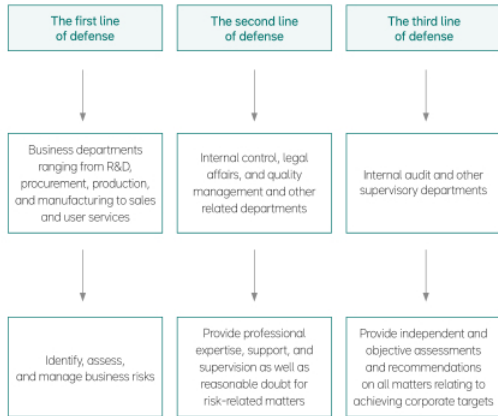 The first line
of defense
The second line
of defense
The third line
of defense
Business departments
ranging from R&D,
procurement, production,
and manufacturing to sales
and user services
Internal control, legal
affairs, and quality
management and other
related departments
Internal audit and other
supervisory departments
Identify, assess,
and manage business risks
Provide professional
expertise, support, and
supervision as well as
reasonable doubt for
risk-related matters
Provide independent and
objective assessments
and recommendations
on all matters relating to
achieving corporate targets